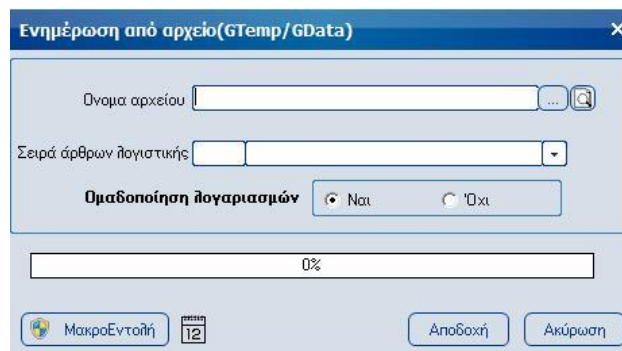 Ενημέρωση από αρχείο(GTemp/GData)
Ονομα αρχείου ...
Σειρά άρθρων λογιστικής
Ομαδοποίηση λογαριασμών Ναι Όχι
0%
ΜακροΕντολή 12 Αποδοχή Ακύρωση